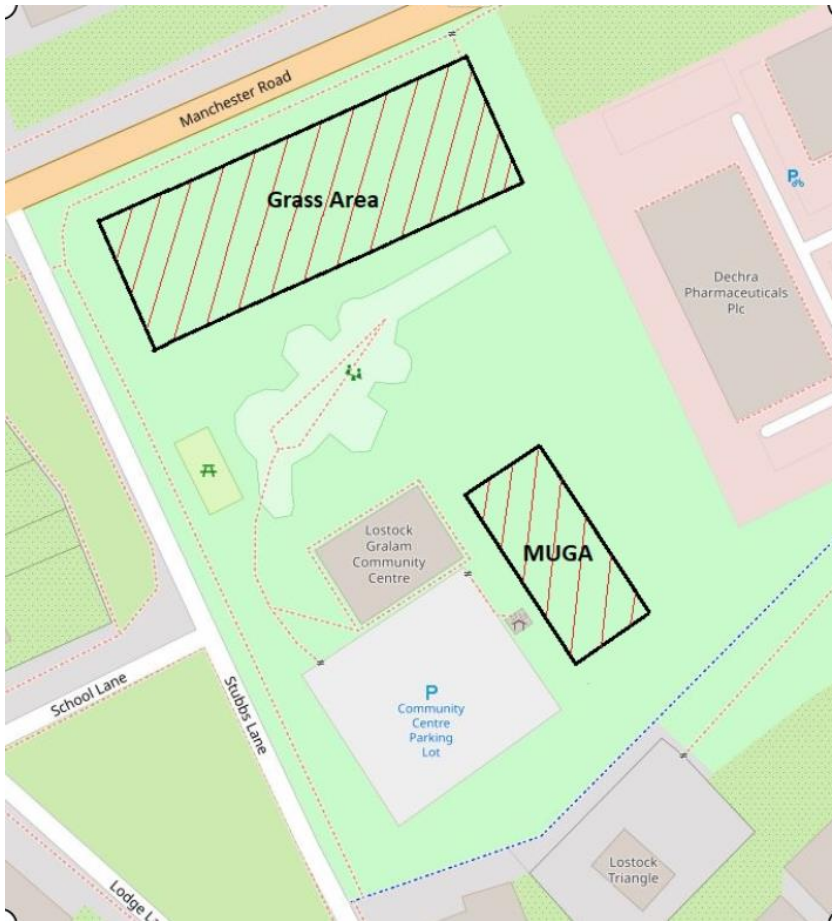 Manchester Road
Grass Area
P
Dechra
Pharmaceuticals
Plc
Lostock
Gralam
Community
Centre
MUGA
School Lane
Stubbs Lane
P
Community
Centre
Parking
Lot
Lostock
Triangle